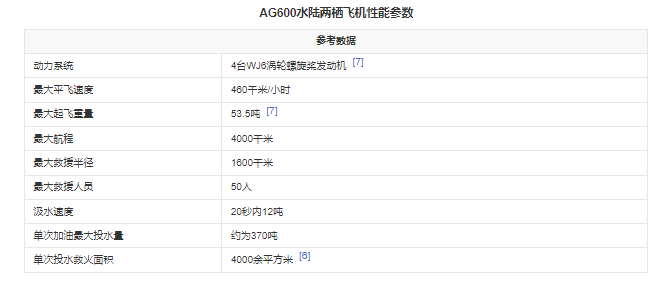 AG600水陆两栖飞机性能参数
参考数据
动力系统 4台WJ6涡轮螺旋桨发动机 [7]
最大平飞速度 460千米/小时
最大起飞重量 53.5吨 [7]
最大航程 4000千米
最大救援半径 1600千米
最大救援人员 50人
汲水速度 20秒内12吨
单次加油最大投水量 约为370吨
单次投水救火面积 4000余平方米 [6]